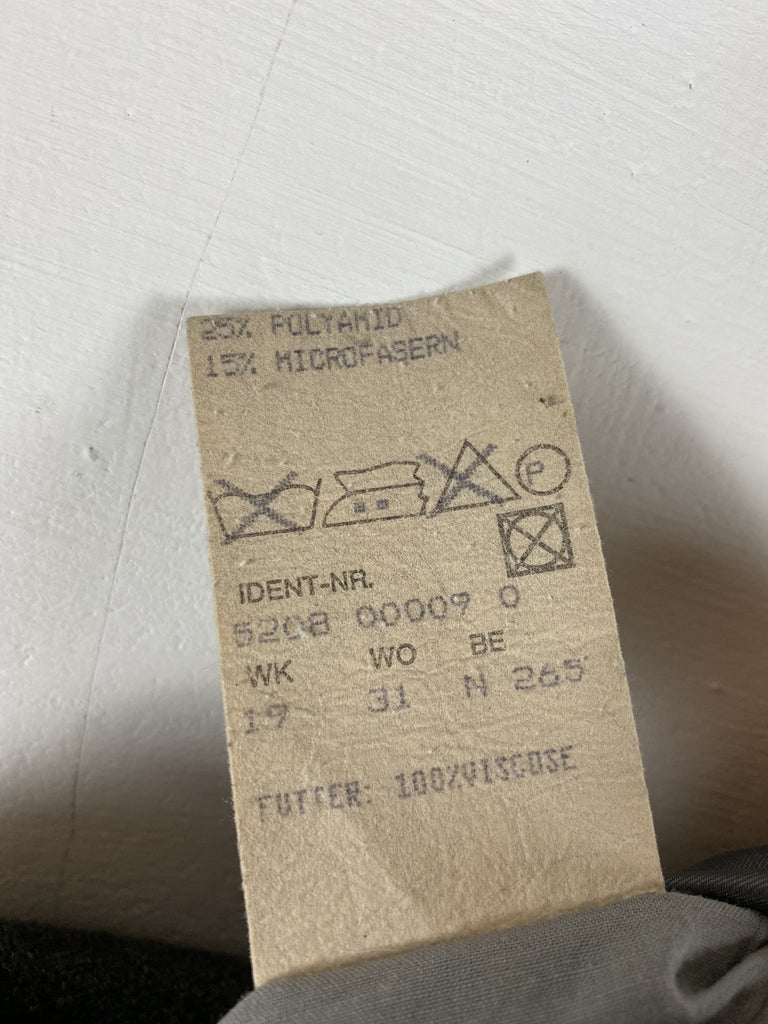 25% POLYAMID
15% MICROFASERN
P
IDENT-NR.
5208 00009 0
WK WO BE
19 31 N 265
FUTTER: 100%VISCOSE